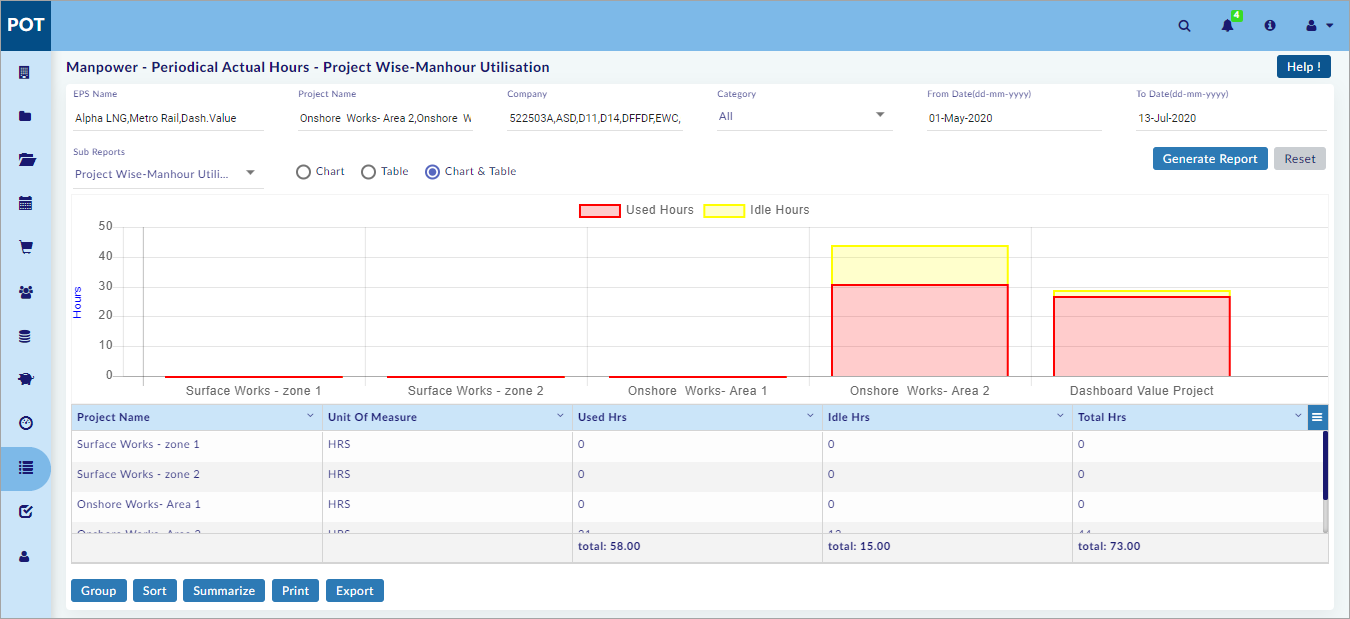 POT
4
Manpower - Periodical Actual Hours - Project Wise-Manhour Utilisation
Help !
EPS Name Project Name Company Category From Date(dd-mm-yyyy) To Date(dd-mm-yyyy)
Alpha LNG,Metro Rail,Dash.Value Onshore Works- Area 2,Onshore W 522503A,ASD,D11,D14,DFFDF,EWC, All 01-May-2020 13-Jul-2020
Sub Reports
Project Wise-Manhour Utili... Chart Table Chart & Table Generate Report Reset
Used Hours Idle Hours
50
40
30
20
10
0
Hours
Surface Works - zone 1 Surface Works - zone 2 Onshore Works- Area 1 Onshore Works- Area 2 Dashboard Value Project
Project Name Unit Of Measure Used Hrs Idle Hrs Total Hrs
Surface Works - zone 1 HRS 0 0 0
Surface Works - zone 2 HRS 0 0 0
Onshore Works- Area 1 HRS 0 0 0
Onshore Works- Area 2 HRS 31
total: 58.00 total: 15.00 total: 73.00
Group Sort Summarize Print Export